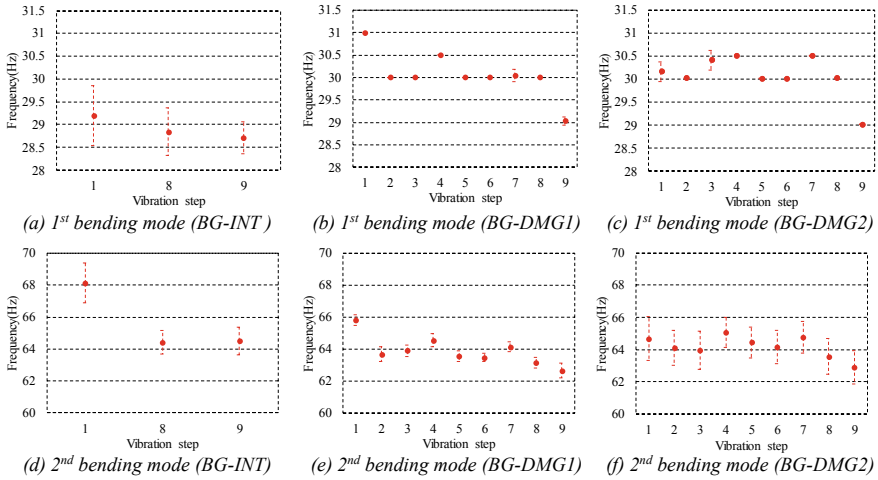 31.5
31
30.5
30
29.5
29
28.5
28
Frequency(Hz)
1 8 9
Vibration step
(a) 1st bending mode (BG-INT )
31.5
31
30.5
30
29.5
29
28.5
28
Frequency(Hz)
1 2 3 4 5 6 7 8 9
Vibration step
(b) 1st bending mode (BG-DMG1)
31.5
31
30.5
30
29.5
29
28.5
28
Frequency(Hz)
1 2 3 4 5 6 7 8 9
Vibration step
(c) 1st bending mode (BG-DMG2)
70
68
66
64
62
60
Frequency(Hz)
1 8 9
Vibration step
(d) 2nd bending mode (BG-INT)
70
68
66
64
62
60
Frequency(Hz)
1 2 3 4 5 6 7 8 9
Vibration step
(e) 2nd bending mode (BG-DMG1)
70
68
66
64
62
60
Frequency(Hz)
1 2 3 4 5 6 7 8 9
Vibration step
(f) 2nd bending mode (BG-DMG2)